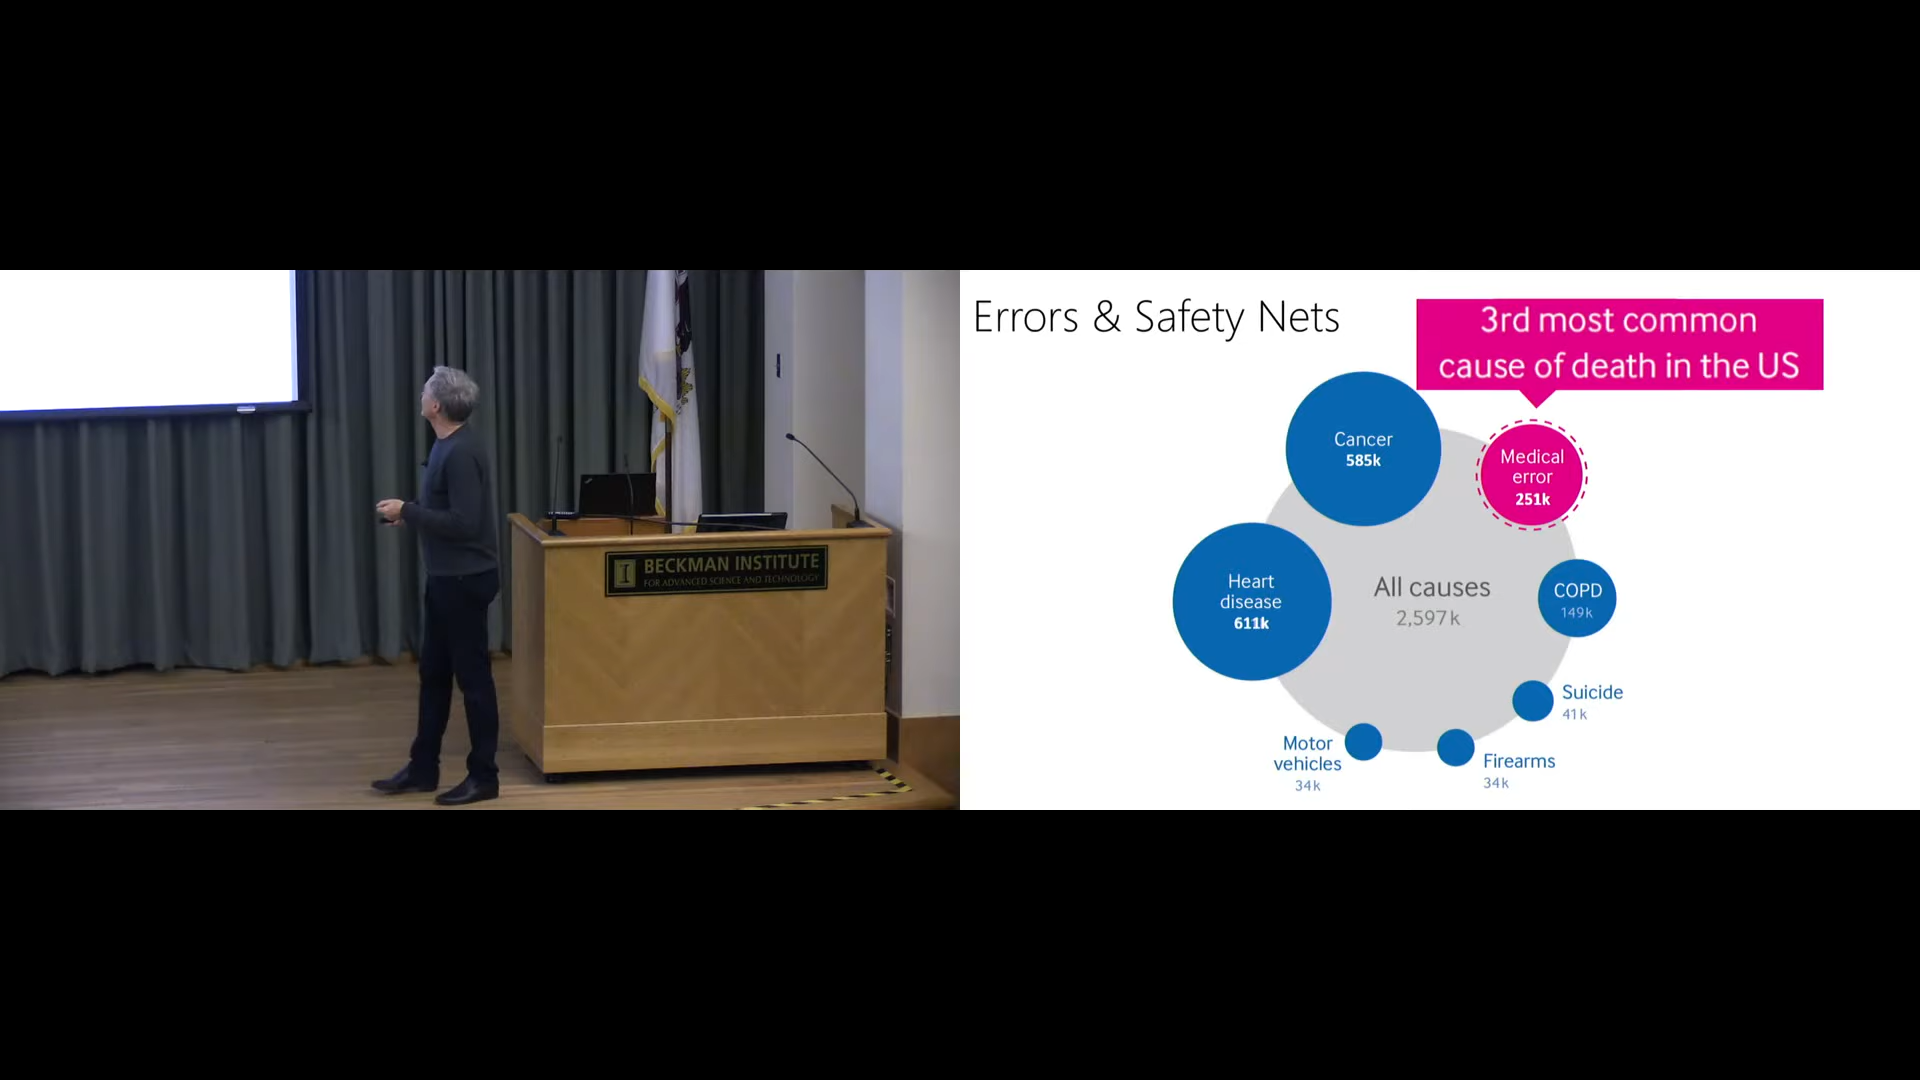 BECKMAN INSTITUTE
FOR ADVANCED SCIENCE AND TECHNOLOGY
Errors & Safety Nets
3rd most common
cause of death in the US
Cancer
585k
Medical
error
251k
Heart
disease
611k
All causes
2,597k
COPD
149k
Suicide
41k
Motor
vehicles
34k
Firearms
34k